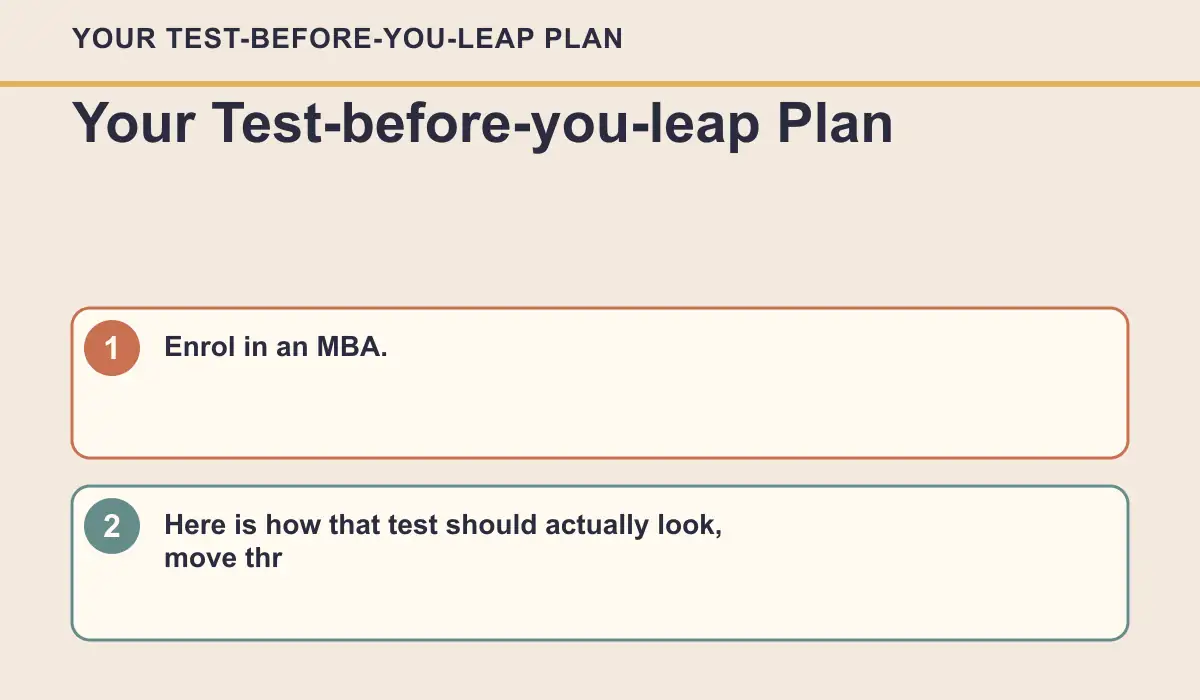 YOUR TEST-BEFORE-YOU-LEAP PLAN
Your Test-before-you-leap Plan
1
Enrol in an MBA.
2
Here is how that test should actually look,
move thr